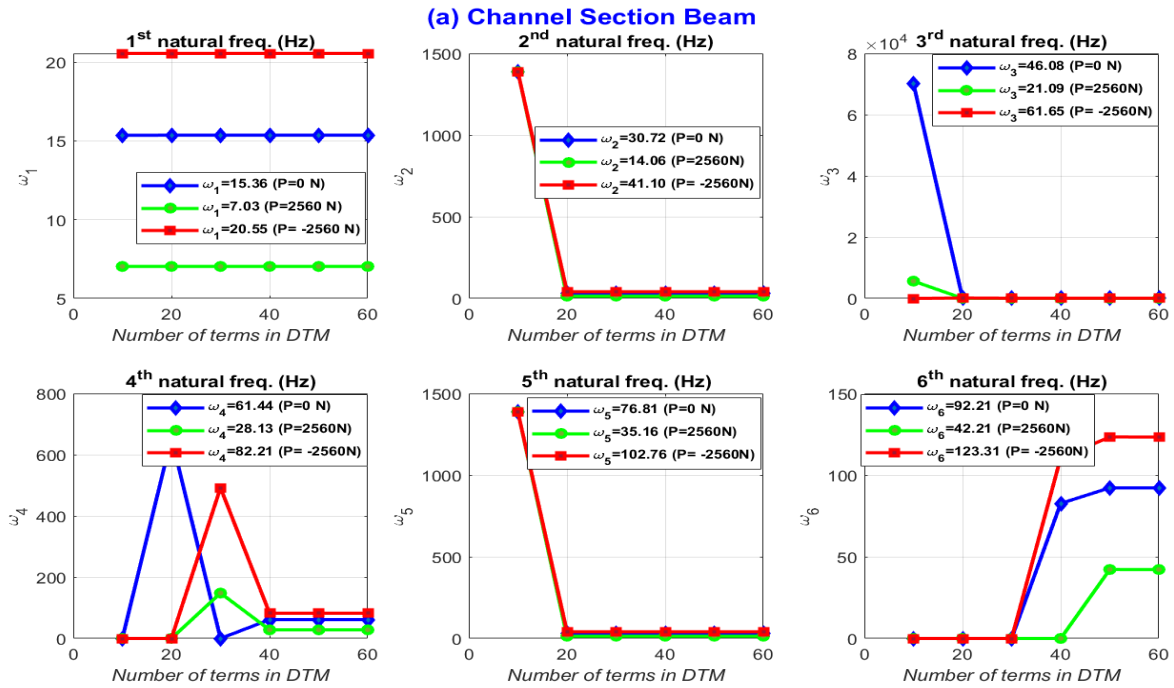 (a) Channel Section Beam
1st natural freq. (Hz)
20
15
10
5
ω1
ω1=15.36 (P=0 N)
ω1=7.03 (P=2560 N)
ω1=20.55 (P= -2560 N)
0 20 40 60
Number of terms in DTM
2nd natural freq. (Hz)
1500
1000
500
0
ω2
ω2=30.72 (P=0 N)
ω2=14.06 (P=2560N)
ω2=41.10 (P= -2560N)
0 20 40 60
Number of terms in DTM
×10^4 3rd natural freq. (Hz)
8
6
4
2
0
ω3
ω3=46.08 (P=0 N)
ω3=21.09 (P=2560N)
ω3=61.65 (P= -2560N)
0 20 40 60
Number of terms in DTM
4th natural freq. (Hz)
800
600
400
200
0
ω4
ω4=61.44 (P=0 N)
ω4=28.13 (P=2560N)
ω4=82.21 (P= -2560N)
0 20 40 60
Number of terms in DTM
5th natural freq. (Hz)
1500
1000
500
0
ω5
ω5=76.81 (P=0 N)
ω5=35.16 (P=2560N)
ω5=102.76 (P= -2560N)
0 20 40 60
Number of terms in DTM
6th natural freq. (Hz)
150
100
50
0
ω6
ω6=92.21 (P=0 N)
ω6=42.21 (P=2560N)
ω6=123.31 (P= -2560N)
0 20 40 60
Number of terms in DTM